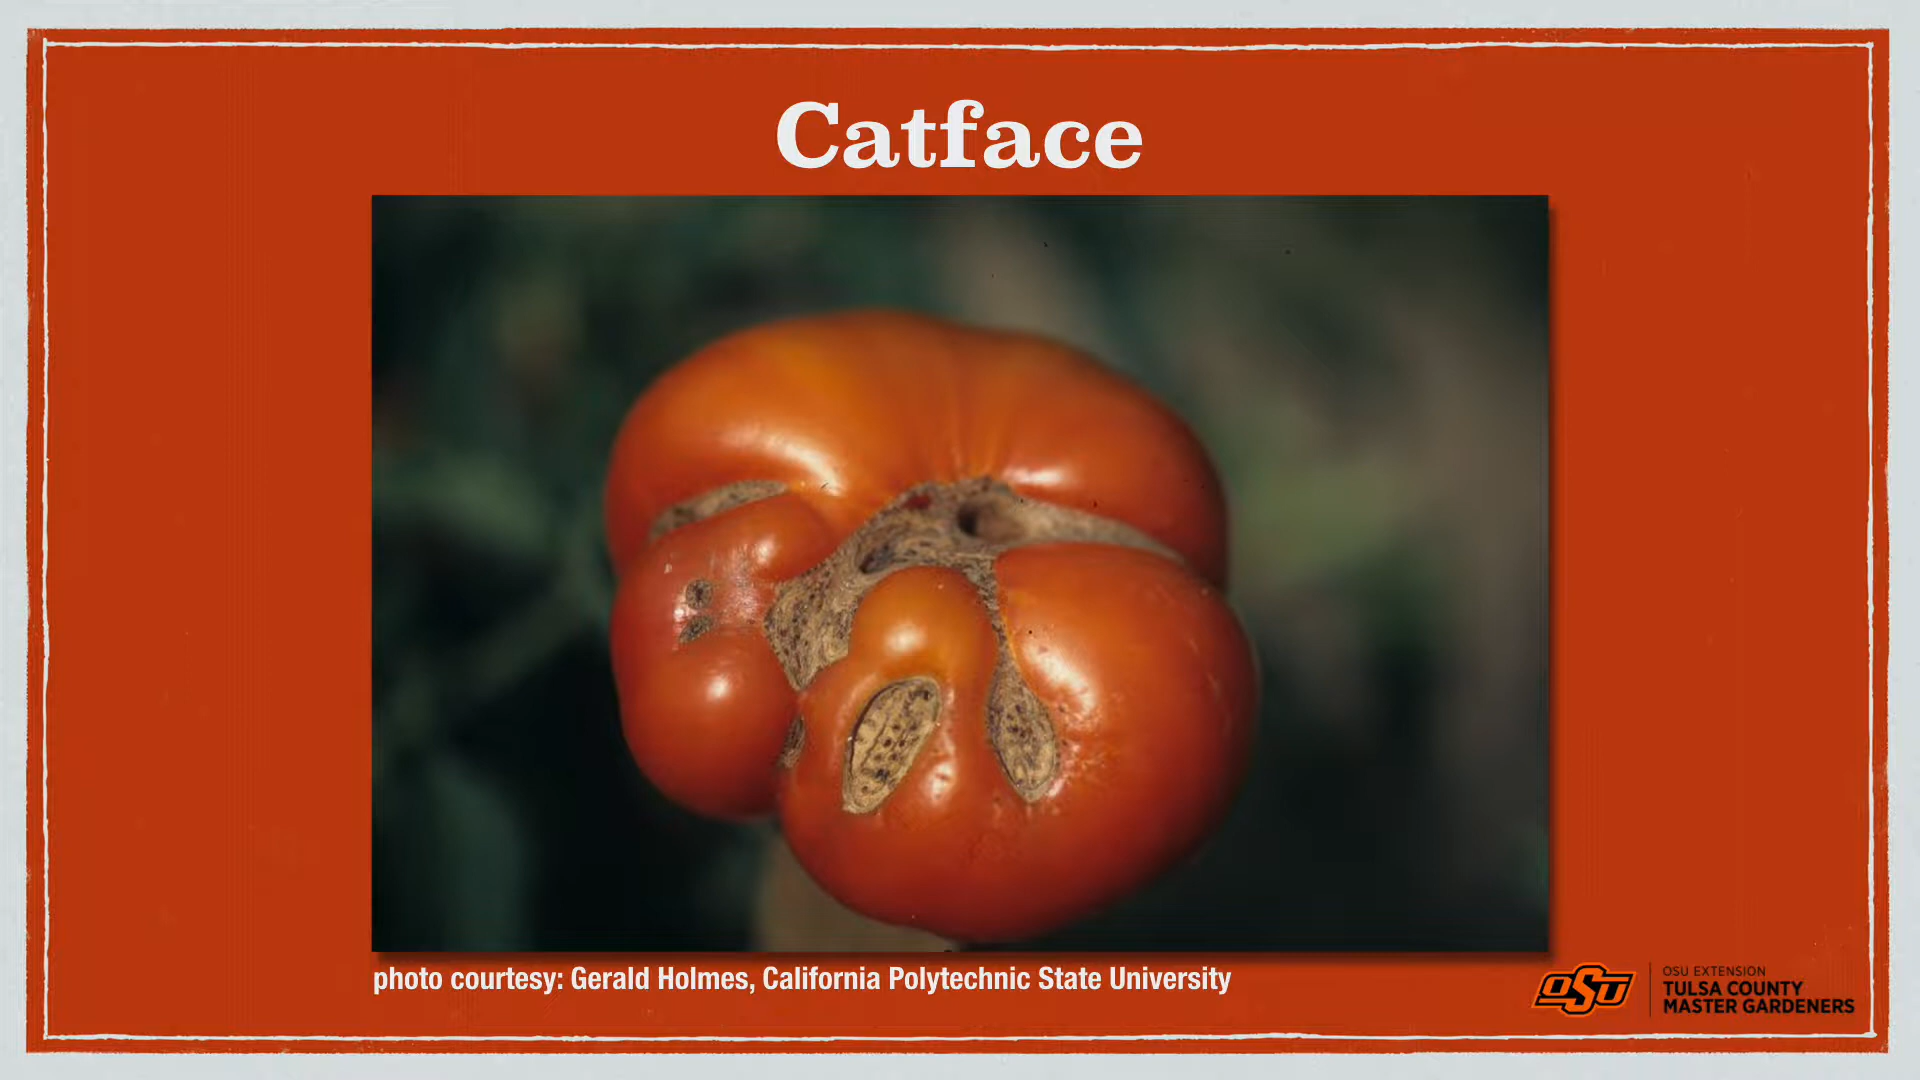 Catface
photo courtesy: Gerald Holmes, California Polytechnic State University
OSU
OSU EXTENSION
TULSA COUNTY
MASTER GARDENERS